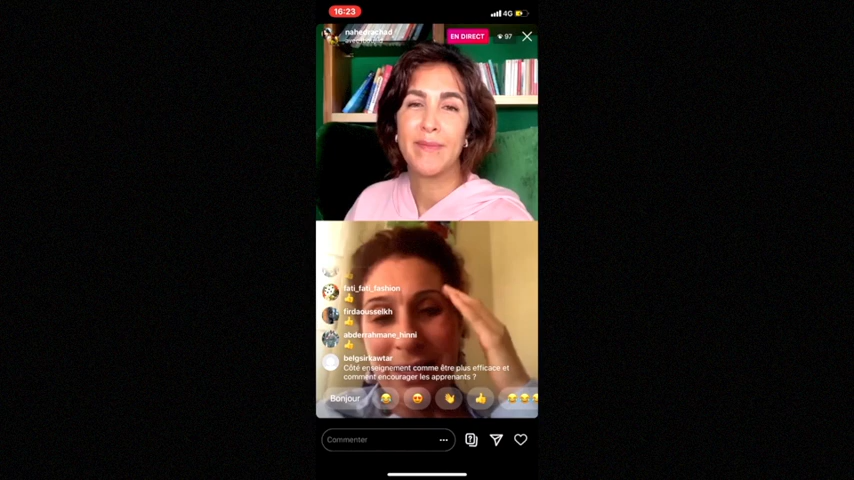 16:23
4G
EN DIRECT
97
fati_fati_fashion
👍
firdaousselkh
👍
abderrahmane_hinni
👍
belgsirkawtar
Côté enseignement comme être plus efficace et
comment encourager les apprenants ?
Bonjour
Commenter